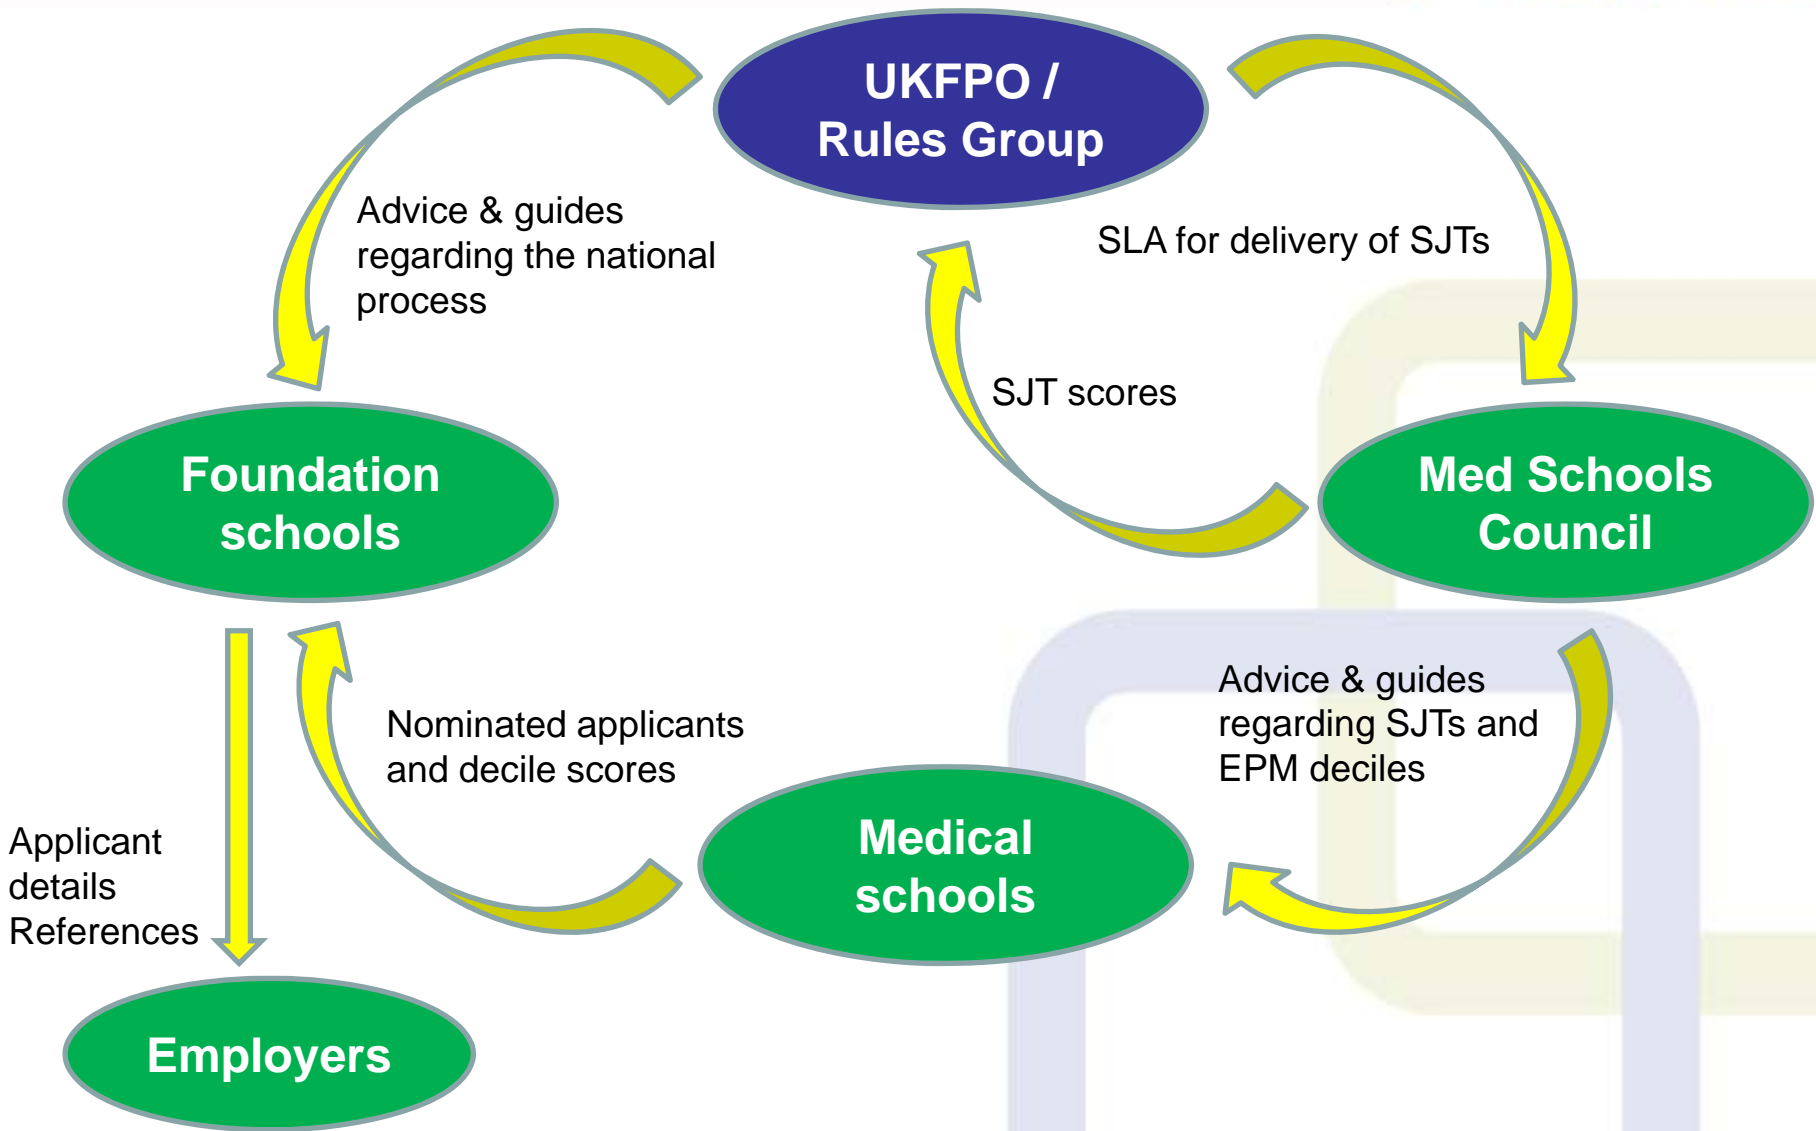 UKFPO /
Rules Group
Advice & guides
regarding the national
process
SLA for delivery of SJTs
SJT scores
Foundation
schools
Med Schools
Council
Nominated applicants
and decile scores
Advice & guides
regarding SJTs and
EPM deciles
Medical
schools
Applicant
details
References
Employers